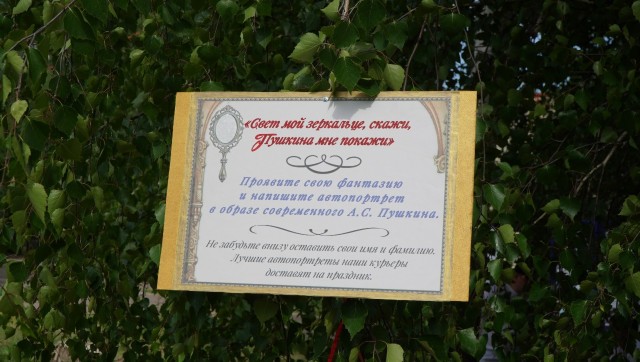 «Свет мой зеркальце, скажи,
Пушкина мне покажи»
Проявите свою фантазию
и напишите автопортрет
в образе современного А.С. Пушкина.
Не забудьте внизу оставить свои имя и фамилию.
Лучшие автопортреты наши курьеры
доставят на праздник.